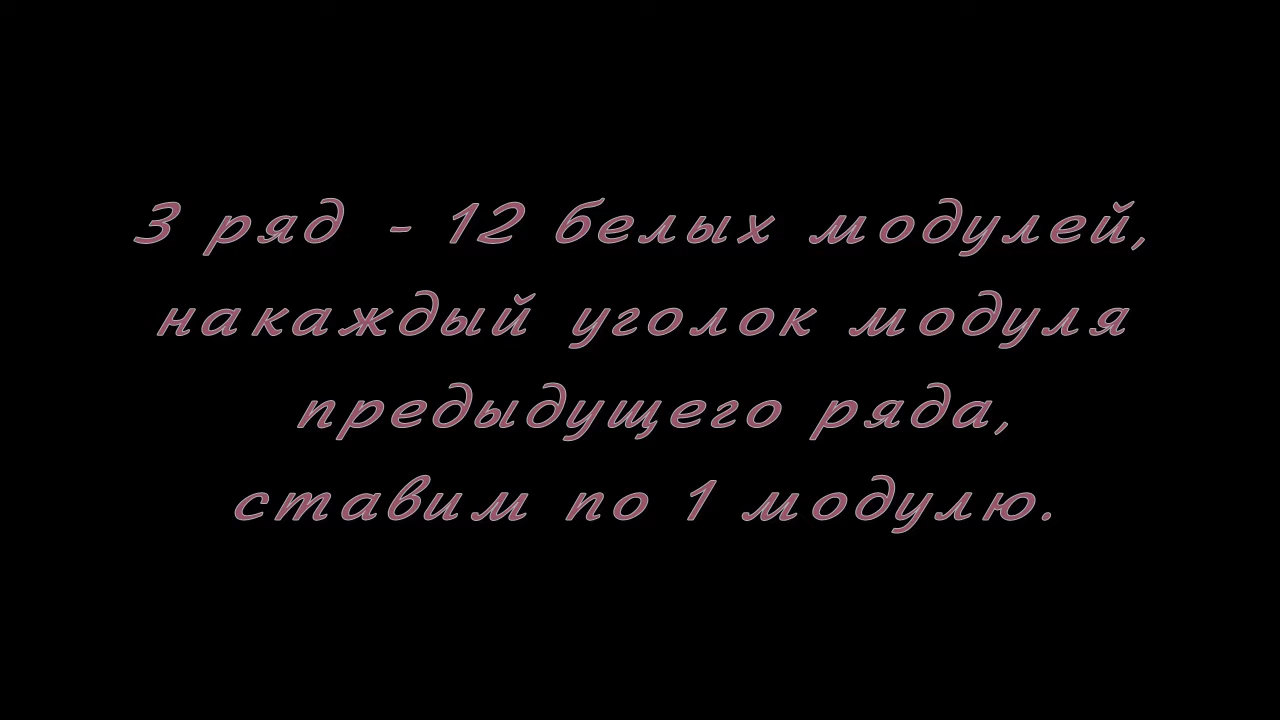 3 ряд - 12 белых модулей,
накаждый уголок модуля
предыдущего ряда,
ставим по 1 модулю.